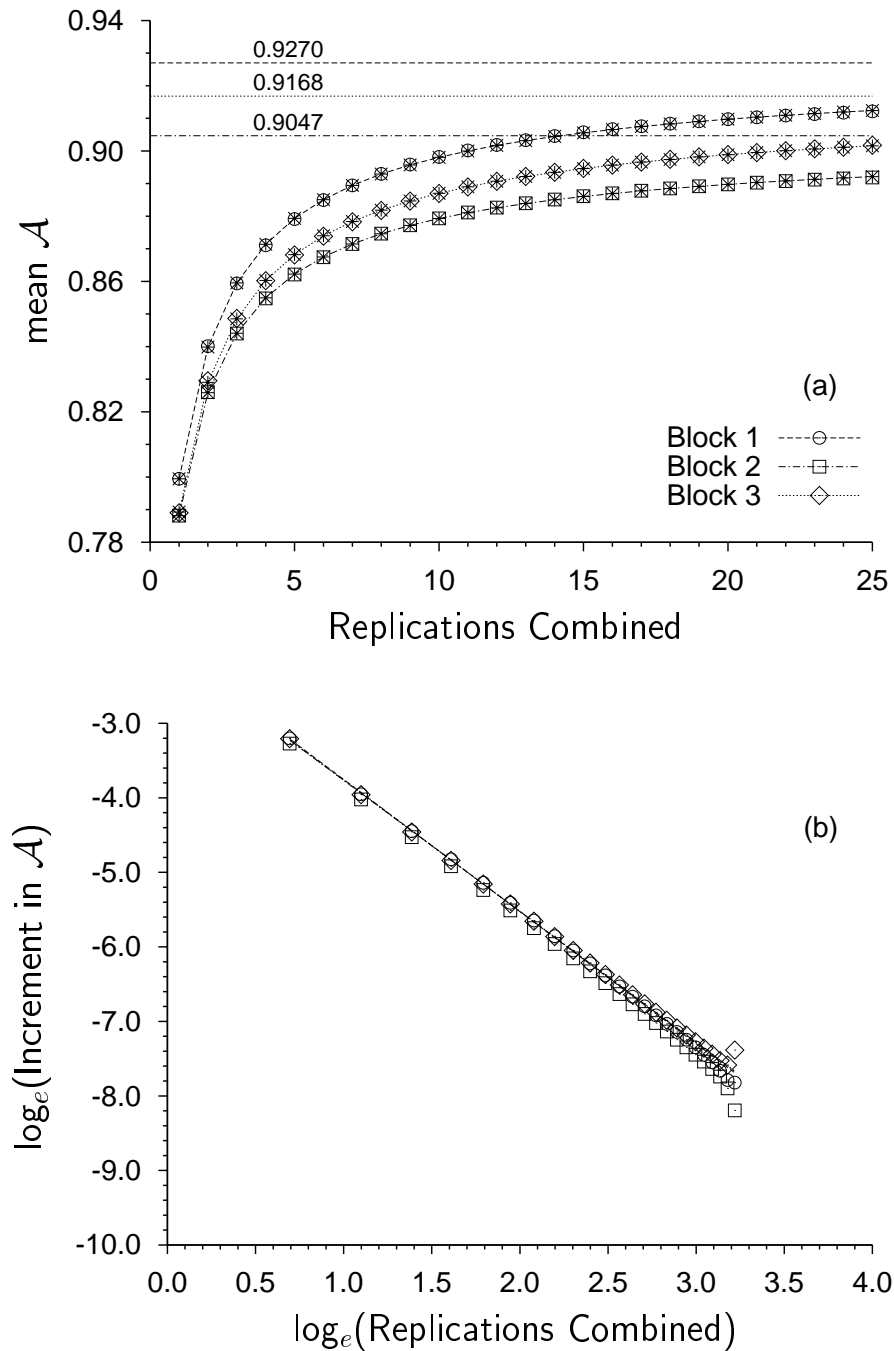 0.94
0.90
0.86
0.82
0.78
mean A
0.9270
0.9168
0.9047
(a)
Block 1
Block 2
Block 3
0 5 10 15 20 25
Replications Combined
-3.0
-4.0
-5.0
-6.0
-7.0
-8.0
-9.0
-10.0
logₑ(Increment in A)
(b)
0.0 0.5 1.0 1.5 2.0 2.5 3.0 3.5 4.0
logₑ(Replications Combined)